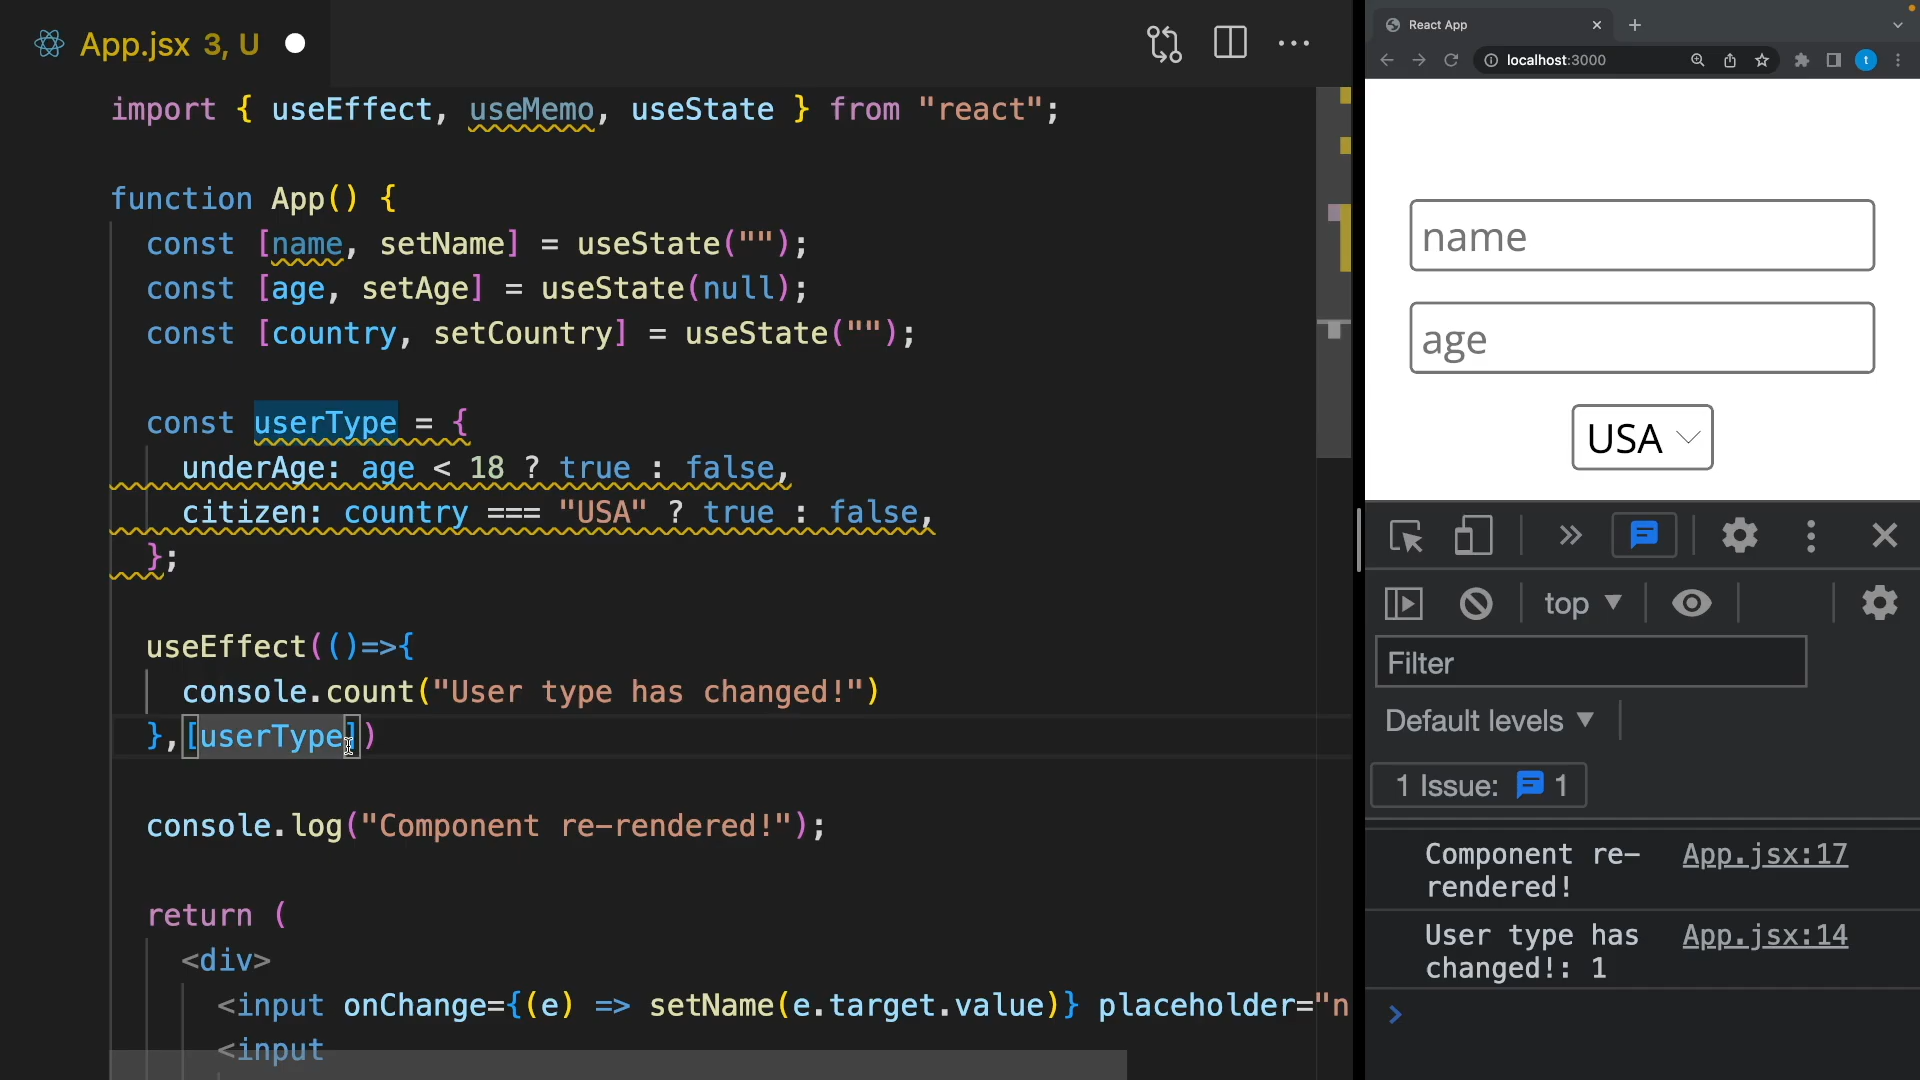 App.jsx 3, U
import { useEffect, useMemo, useState } from "react";
function App() {
const [name, setName] = useState("");
const [age, setAge] = useState(null);
const [country, setCountry] = useState("");
const userType = {
underAge: age < 18 ? true : false,
citizen: country === "USA" ? true : false,
};
useEffect(()=>{
console.count("User type has changed!")
},[userType])
console.log("Component re-rendered!");
return (
<div>
<input onChange={(e) => setName(e.target.value)} placeholder="n
<input
React App
localhost:3000
t
name
age
USA
top
Filter
Default levels
1 Issue: 1
Component re-
rendered!
App.jsx:17
User type has
changed!: 1
App.jsx:14